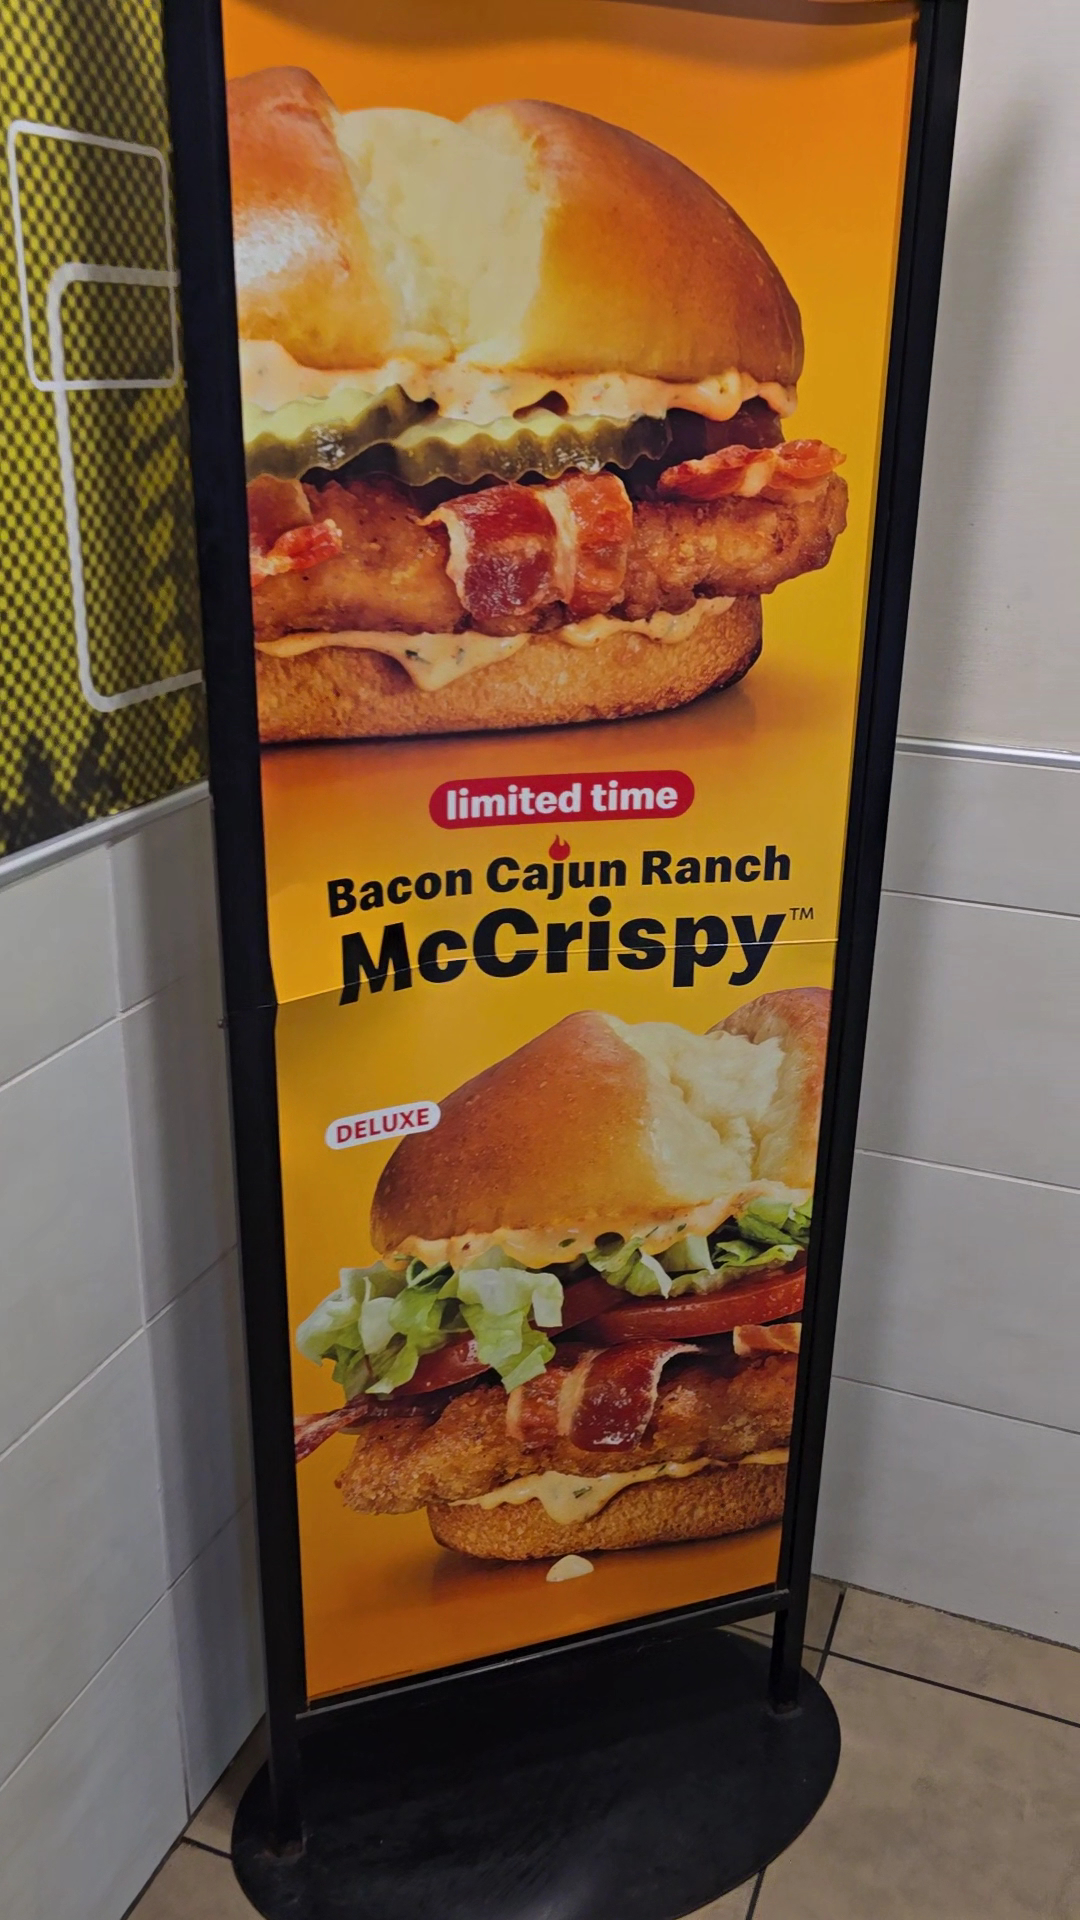 limited time
Bacon Cajun Ranch
McCrispy™
DELUXE